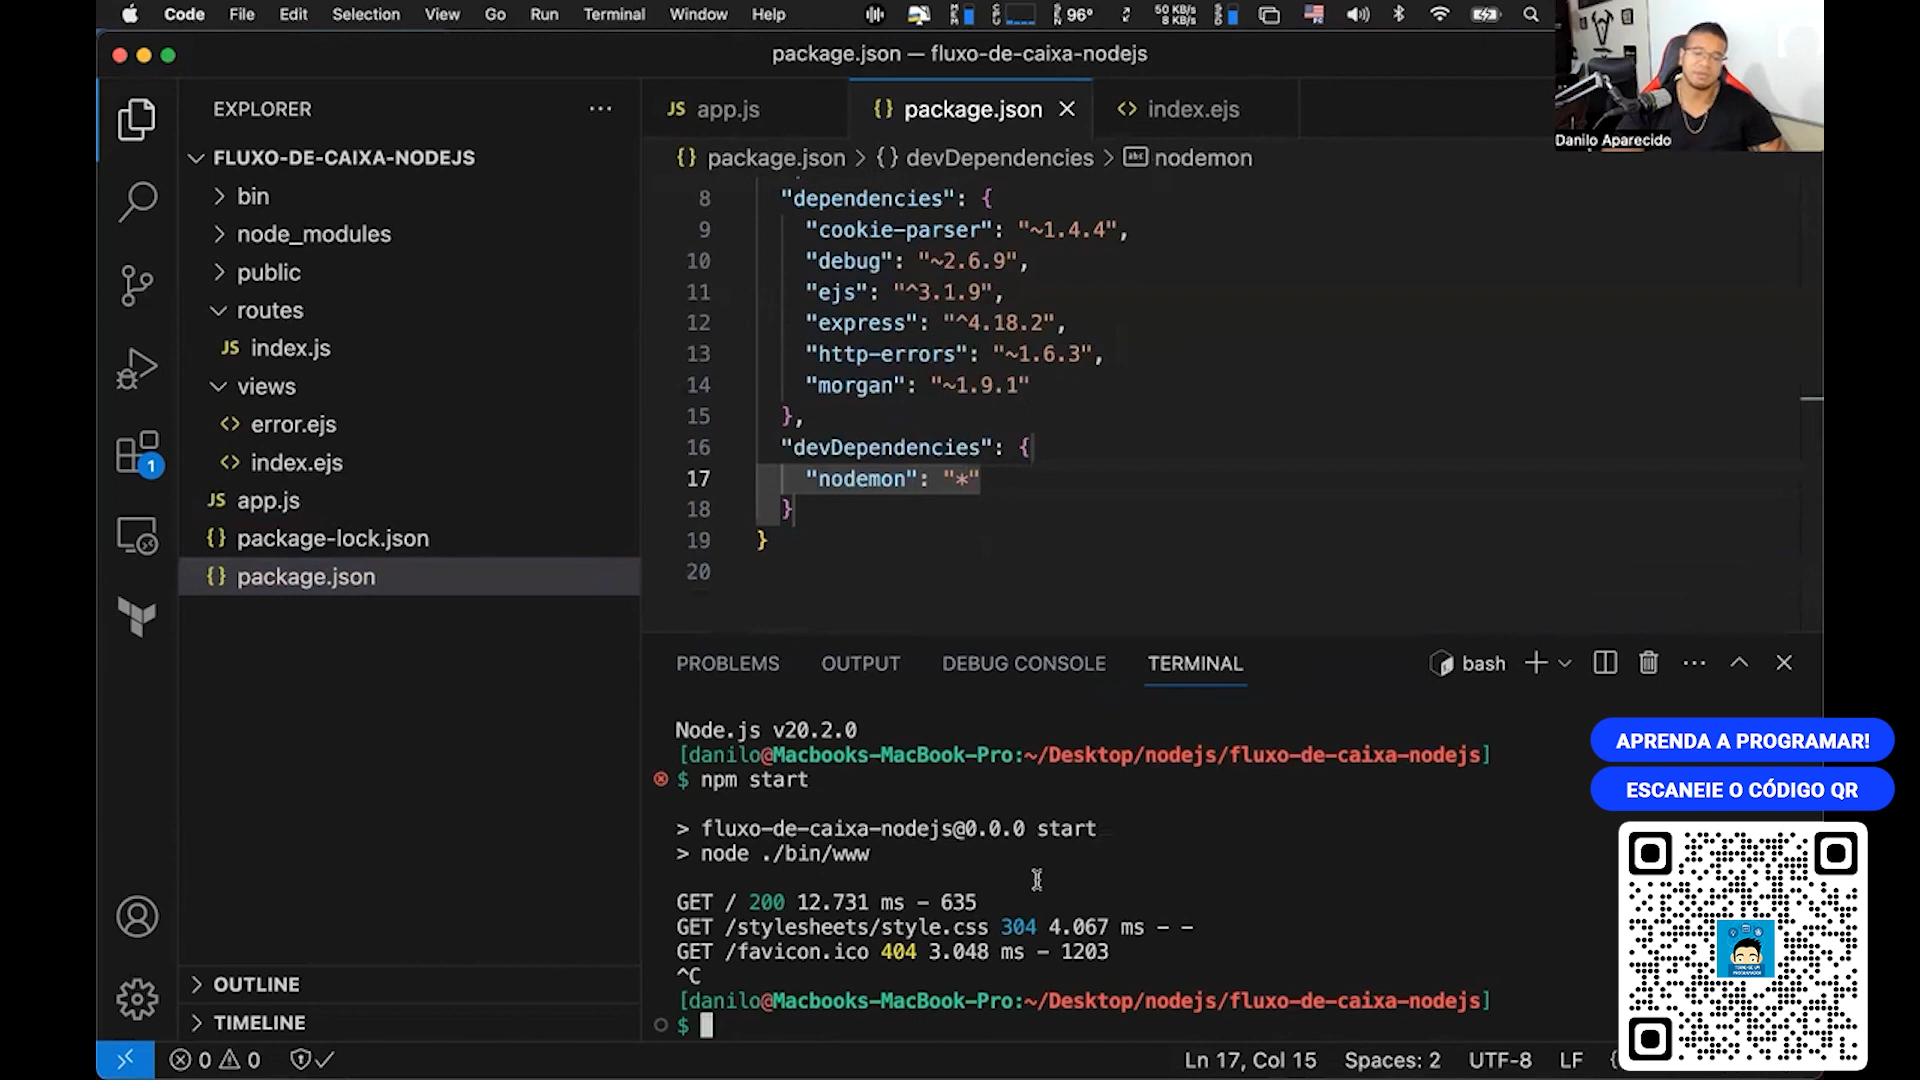 Code File Edit Selection View Go Run Terminal Window Help 96° 50 KB/s 8 KB/s
package.json — fluxo-de-caixa-nodejs
Danilo Aparecido
EXPLORER
FLUXO-DE-CAIXA-NODEJS
bin
node_modules
public
routes
JS index.js
views
<> error.ejs
<> index.ejs
JS app.js
{} package-lock.json
{} package.json
OUTLINE
TIMELINE
1
JS app.js {} package.json <> index.ejs
{} package.json > {} devDependencies > abc nodemon
8 "dependencies": {
9 "cookie-parser": "~1.4.4",
10 "debug": "~2.6.9",
11 "ejs": "^3.1.9",
12 "express": "^4.18.2",
13 "http-errors": "~1.6.3",
14 "morgan": "~1.9.1"
15 },
16 "devDependencies": {
17 "nodemon": "*"
18 }
19 }
20
PROBLEMS OUTPUT DEBUG CONSOLE TERMINAL bash
Node.js v20.2.0
[danilo@Macbooks-MacBook-Pro:~/Desktop/nodejs/fluxo-de-caixa-nodejs]
$ npm start
> fluxo-de-caixa-nodejs@0.0.0 start
> node ./bin/www
GET / 200 12.731 ms - 635
GET /stylesheets/style.css 304 4.067 ms - -
GET /favicon.ico 404 3.048 ms - 1203
^C
[danilo@Macbooks-MacBook-Pro:~/Desktop/nodejs/fluxo-de-caixa-nodejs]
$
APRENDA A PROGRAMAR!
ESCANEIE O CÓDIGO QR
0 0 Ln 17, Col 15 Spaces: 2 UTF-8 LF {